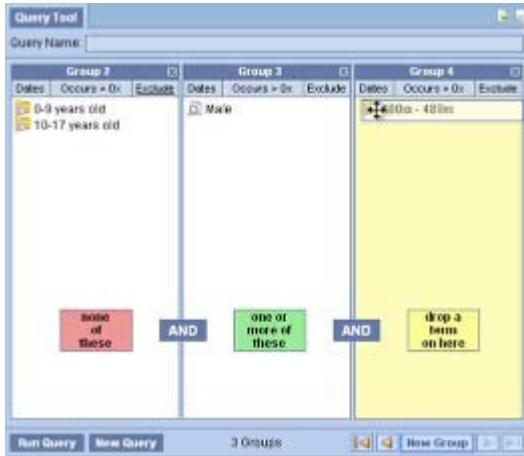 Query Tool
Query Name:
Group 2
Group 3
Group 4
Dates Occurs > 0x Exclude
Dates Occurs > 0x Exclude
Dates Occurs > 0x Exclude
0-9 years old
10-17 years old
Male
- 489m
none
of
these
AND
one or
more of
these
AND
drop a
term
on here
Run Query
New Query
3 Groups
New Group